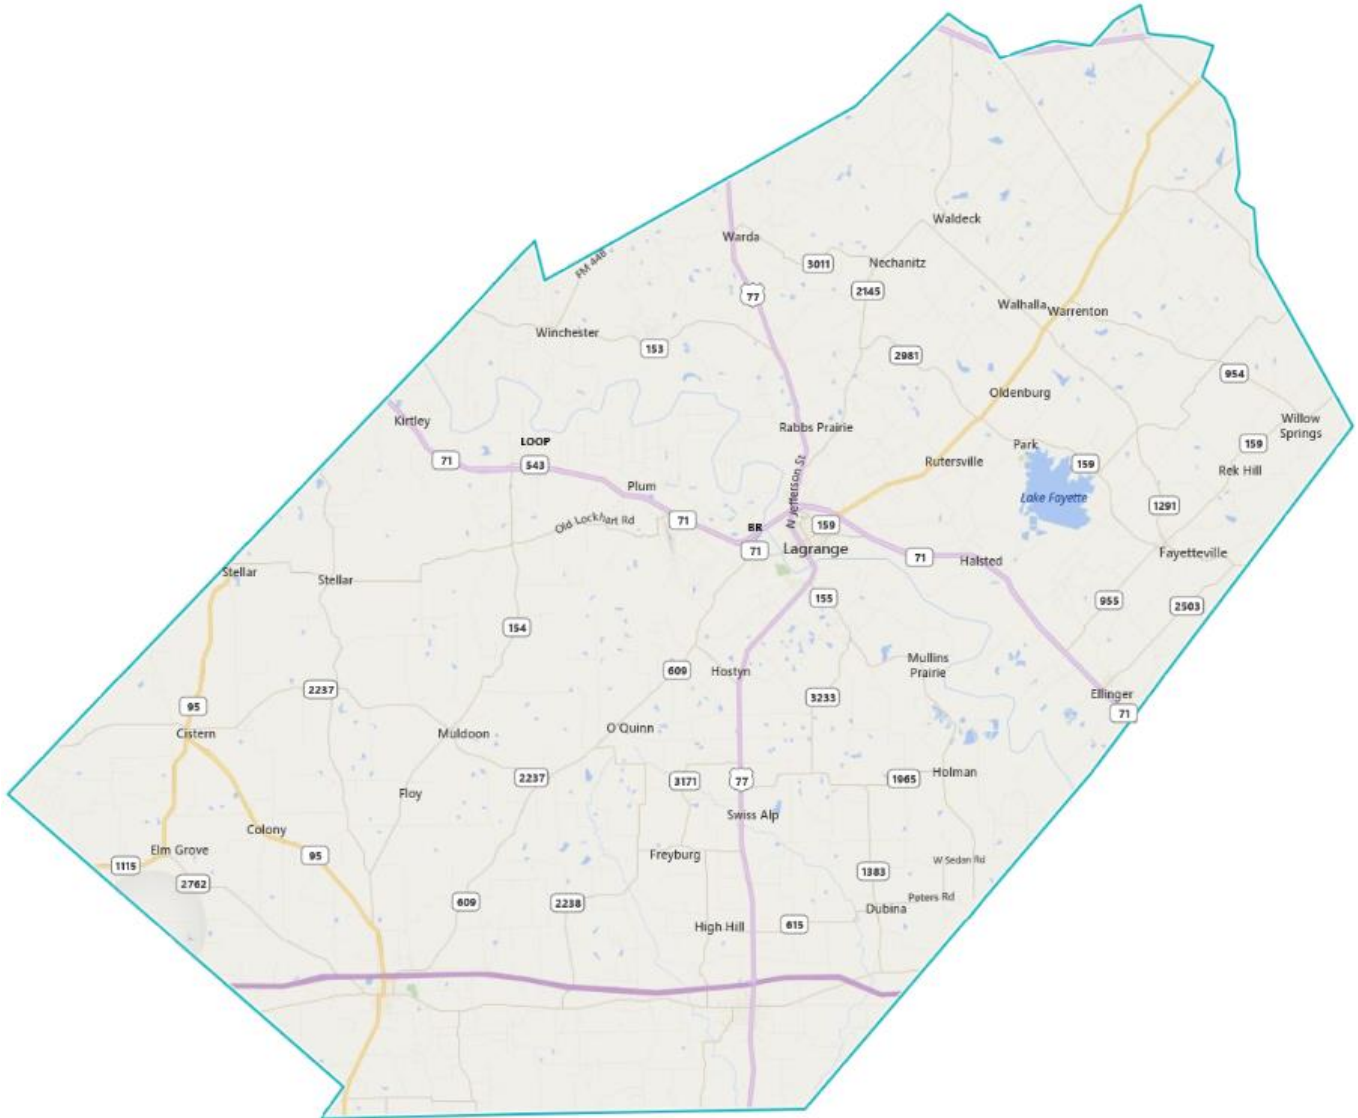 Waldeck
Warda
3011
Nechanitz
FM 448
77
2145
Walhalla
Warrenton
Winchester
153
2981
954
Oldenburg
Kirtley
Rabbs Prairie
Willow
Springs
LOOP
543
71
Park
159
159
Rutersville
Rek Hill
N Jefferson St
Plum
Lake Fayette
1291
Old Lockhart Rd
71
BR
71
159
Lagrange
71
Halsted
Fayetteville
Stellar
Stellar
155
955
2503
154
609
Hostyn
Mullins
Prairie
2237
3233
Ellinger
71
95
Cistern
Muldoon
O'Quinn
2237
3171
77
1965
Holman
Floy
Swiss Alp
Colony
Elm Grove
95
Freyburg
W Sedan Rd
1115
2762
1383
609
2238
Peters Rd
Dubina
High Hill
615